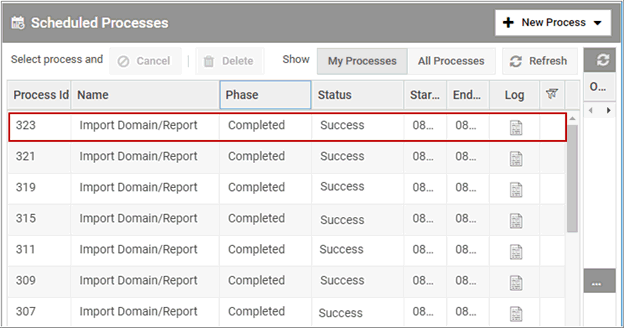 Scheduled Processes
+ New Process
Select process and Cancel | Delete Show My Processes All Processes Refresh
Process Id Name Phase Status Star... End... Log O...
323 Import Domain/Report Completed Success 08... 08...
321 Import Domain/Report Completed Success 08... 08...
319 Import Domain/Report Completed Success 08... 08...
315 Import Domain/Report Completed Success 08... 08...
311 Import Domain/Report Completed Success 08... 08...
309 Import Domain/Report Completed Success 08... 08... ...
307 Import Domain/Report Completed Success 08... 08...